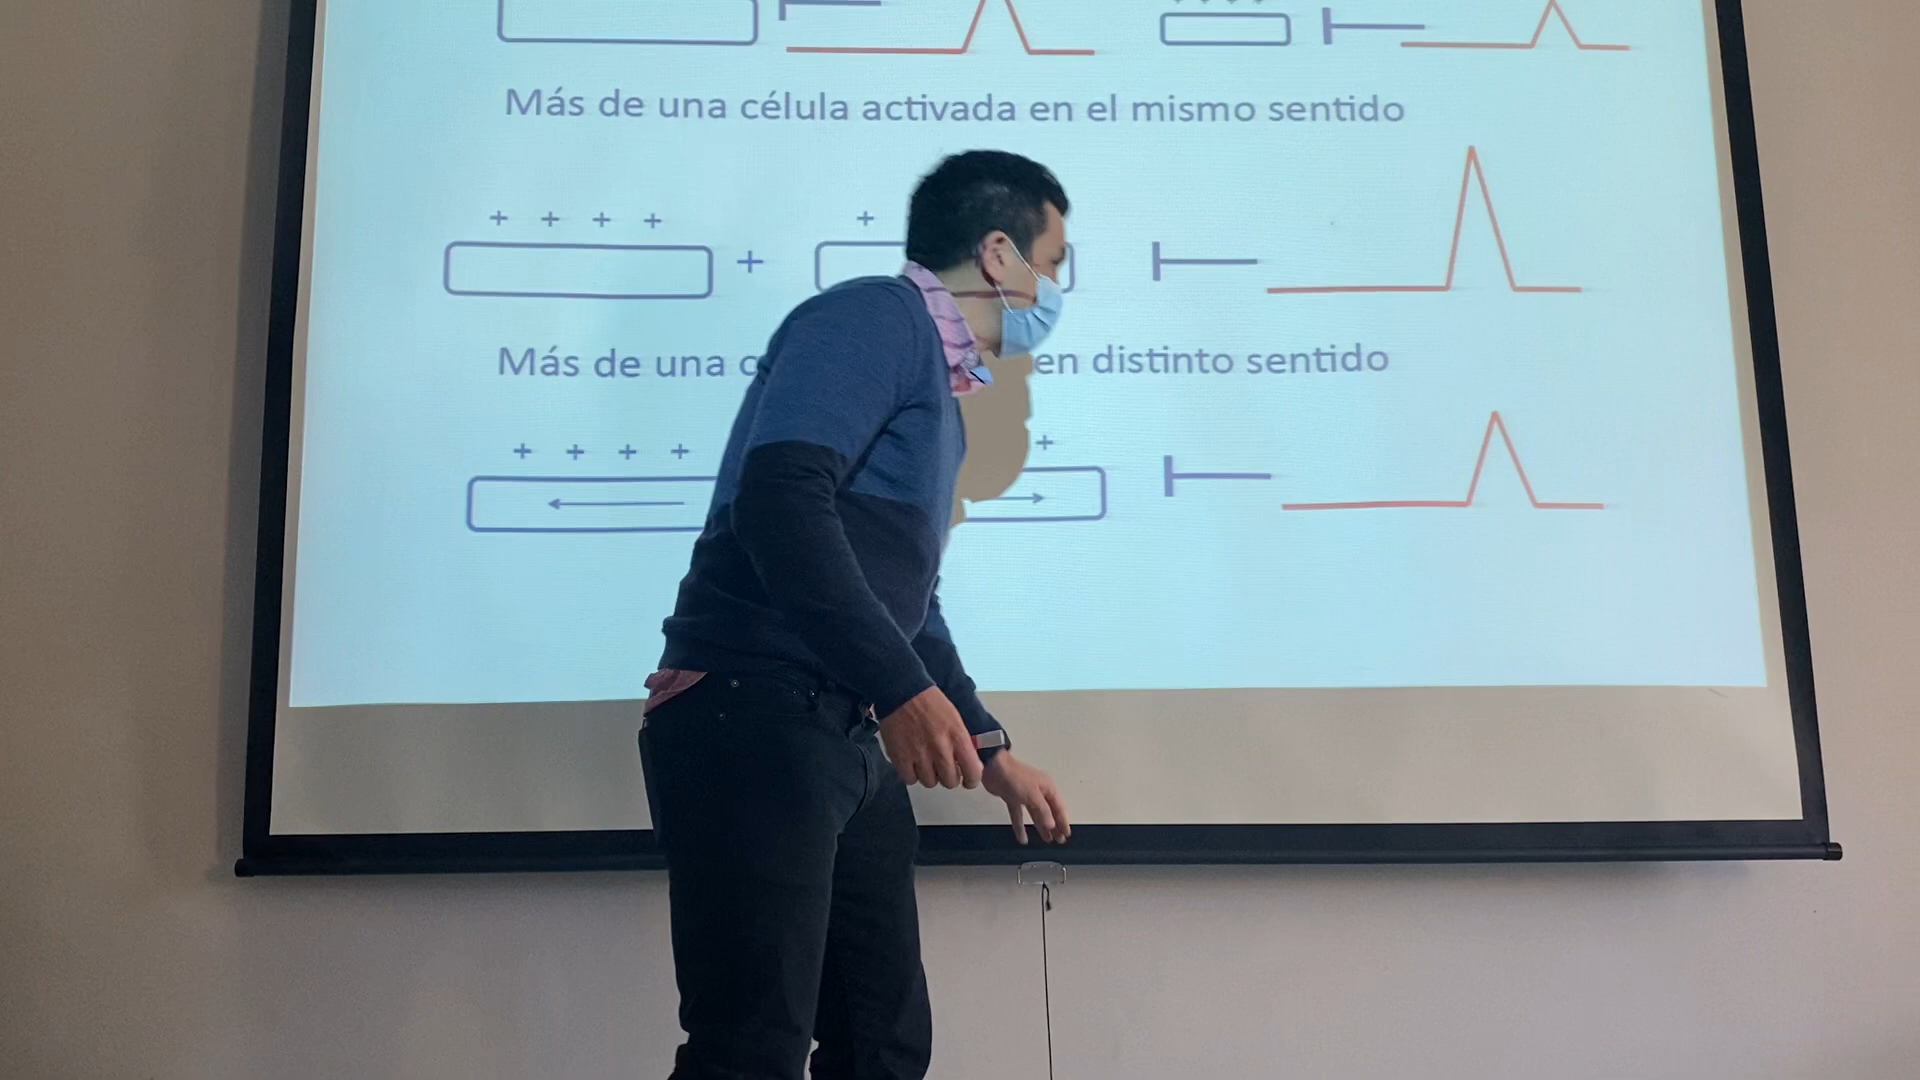 Más de una célula activada en el mismo sentido
+ + + +
+ +
Más de una en distinto sentido
+ + + + +